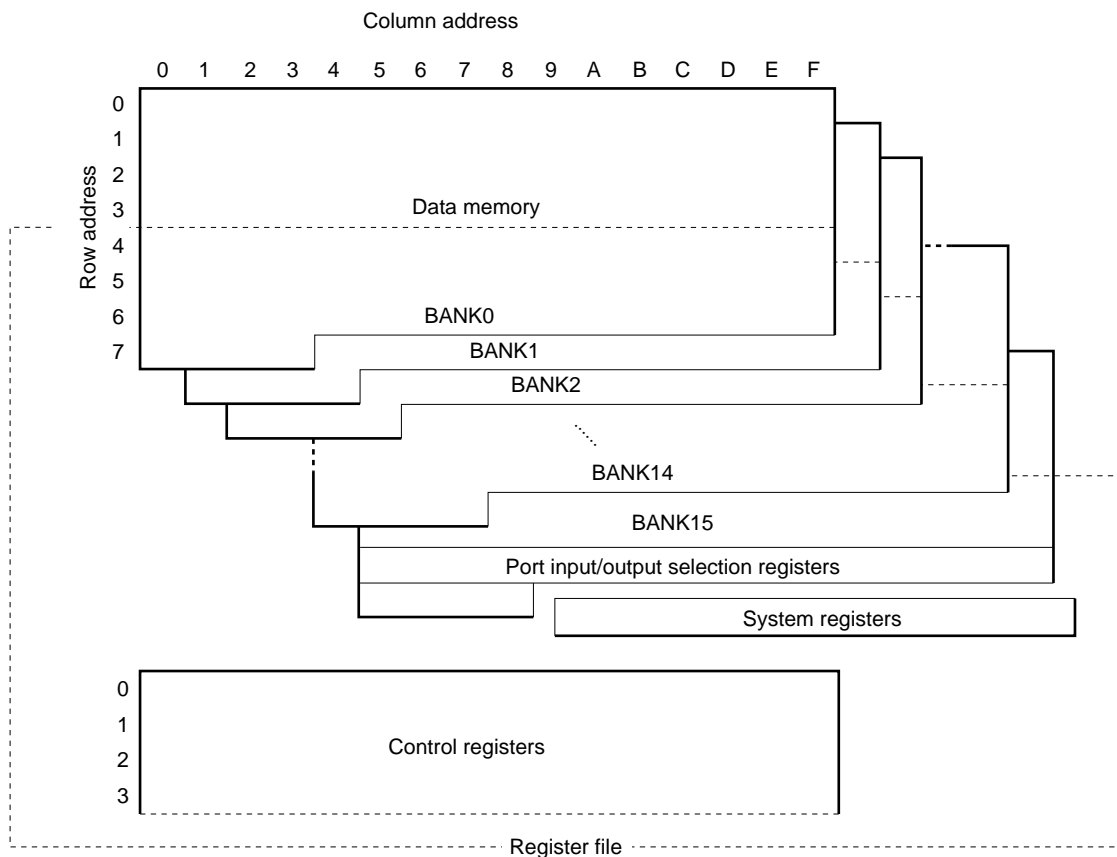 Column address
0 1 2 3 4 5 6 7 8 9 A B C D E F
Row address
0
1
2
3
4
5
6
7
Data memory
BANK0
BANK1
BANK2
BANK14
BANK15
Port input/output selection registers
System registers
0
1
2
3
Control registers
Register file